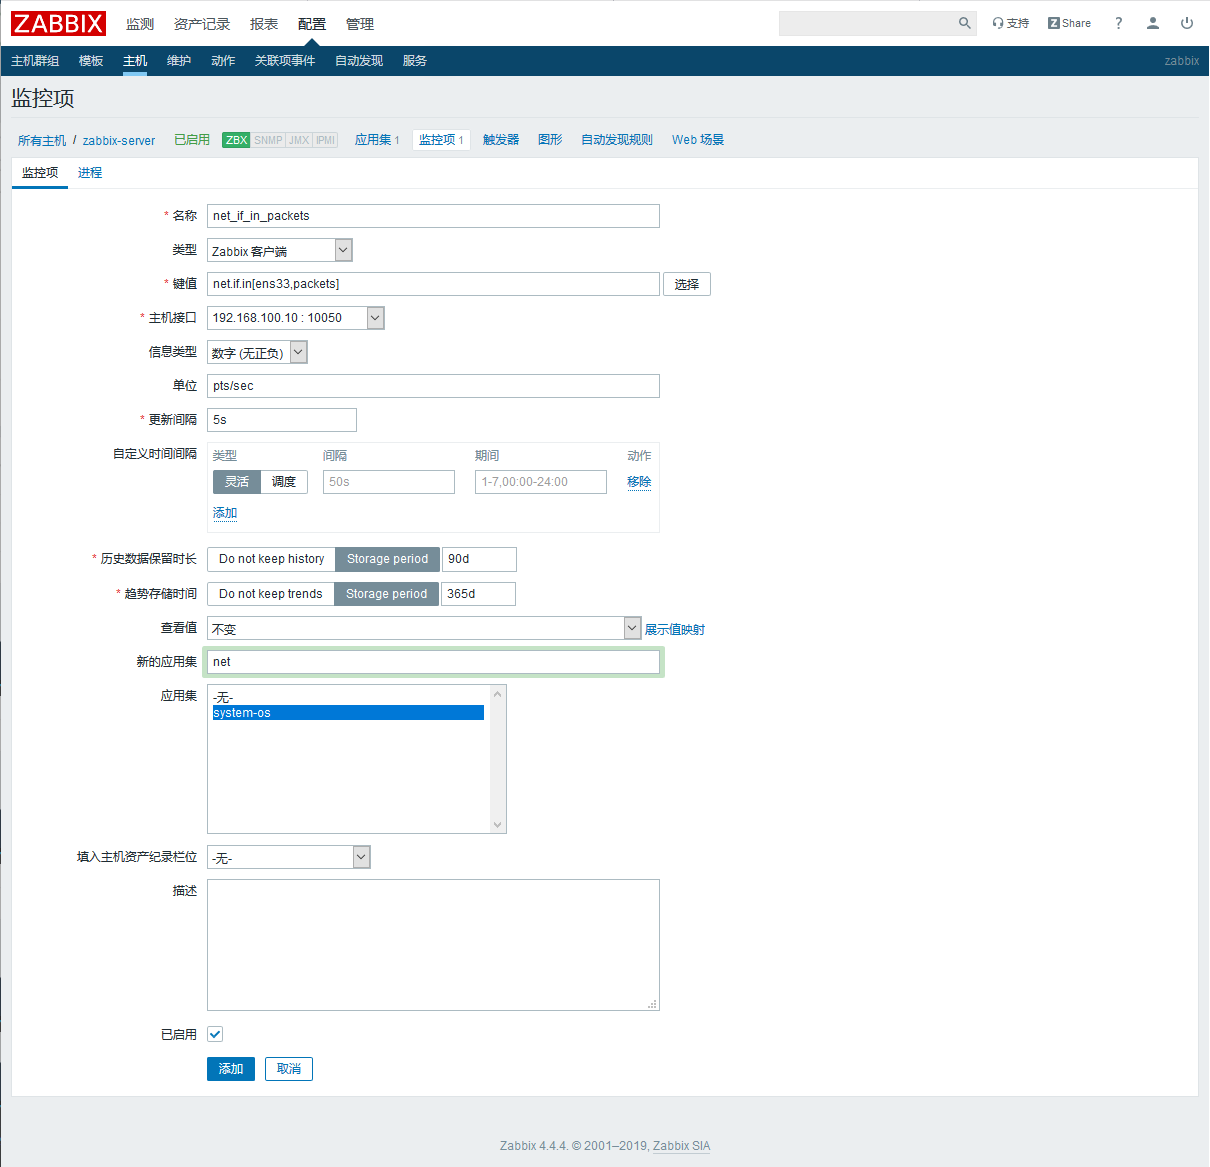 ZABBIX 监测 资产记录 报表 配置 管理 支持 Z Share ?
主机群组 模板 主机 维护 动作 关联项事件 自动发现 服务 zabbix
监控项
所有主机 / zabbix-server 已启用 ZBX SNMP JMX IPMI 应用集 1 监控项 1 触发器 图形 自动发现规则 Web 场景
监控项 进程
* 名称 net_if_in_packets
类型 Zabbix 客户端
* 键值 net.if.in[ens33,packets] 选择
* 主机接口 192.168.100.10 : 10050
信息类型 数字 (无正负)
单位 pts/sec
* 更新间隔 5s
自定义时间间隔 类型 间隔 期间 动作
灵活 调度 50s 1-7,00:00-24:00 移除
添加
* 历史数据保留时长 Do not keep history Storage period 90d
* 趋势存储时间 Do not keep trends Storage period 365d
查看值 不变 展示值映射
新的应用集 net
应用集 -无-
system-os
填入主机资产纪录栏位 -无-
描述
已启用
添加 取消
Zabbix 4.4.4. © 2001–2019, Zabbix SIA